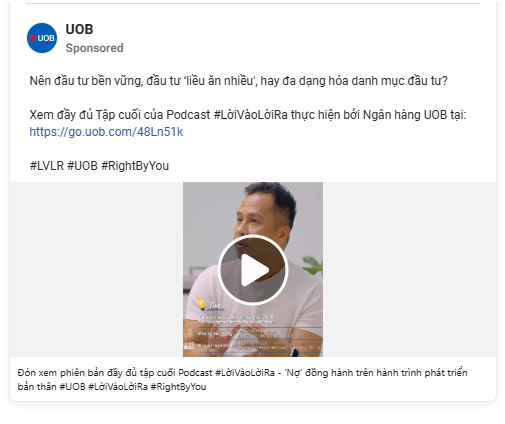 UOB
UOB
Sponsored
Nên đầu tư bền vững, đầu tư ‘liều ăn nhiều', hay đa dạng hóa danh mục đầu tư?
Xem đầy đủ Tập cuối của Podcast #LờiVàoLờiRa thực hiện bởi Ngân hàng UOB tại:
https://go.uob.com/48Ln51k
#LVLR #UOB #RightByYou
Đón xem phiên bản đầy đủ tập cuối Podcast #LờiVàoLờiRa - ‘Nợ’ đồng hành trên hành trình phát triển
bản thân #UOB #LờiVàoLờiRa #RightByYou